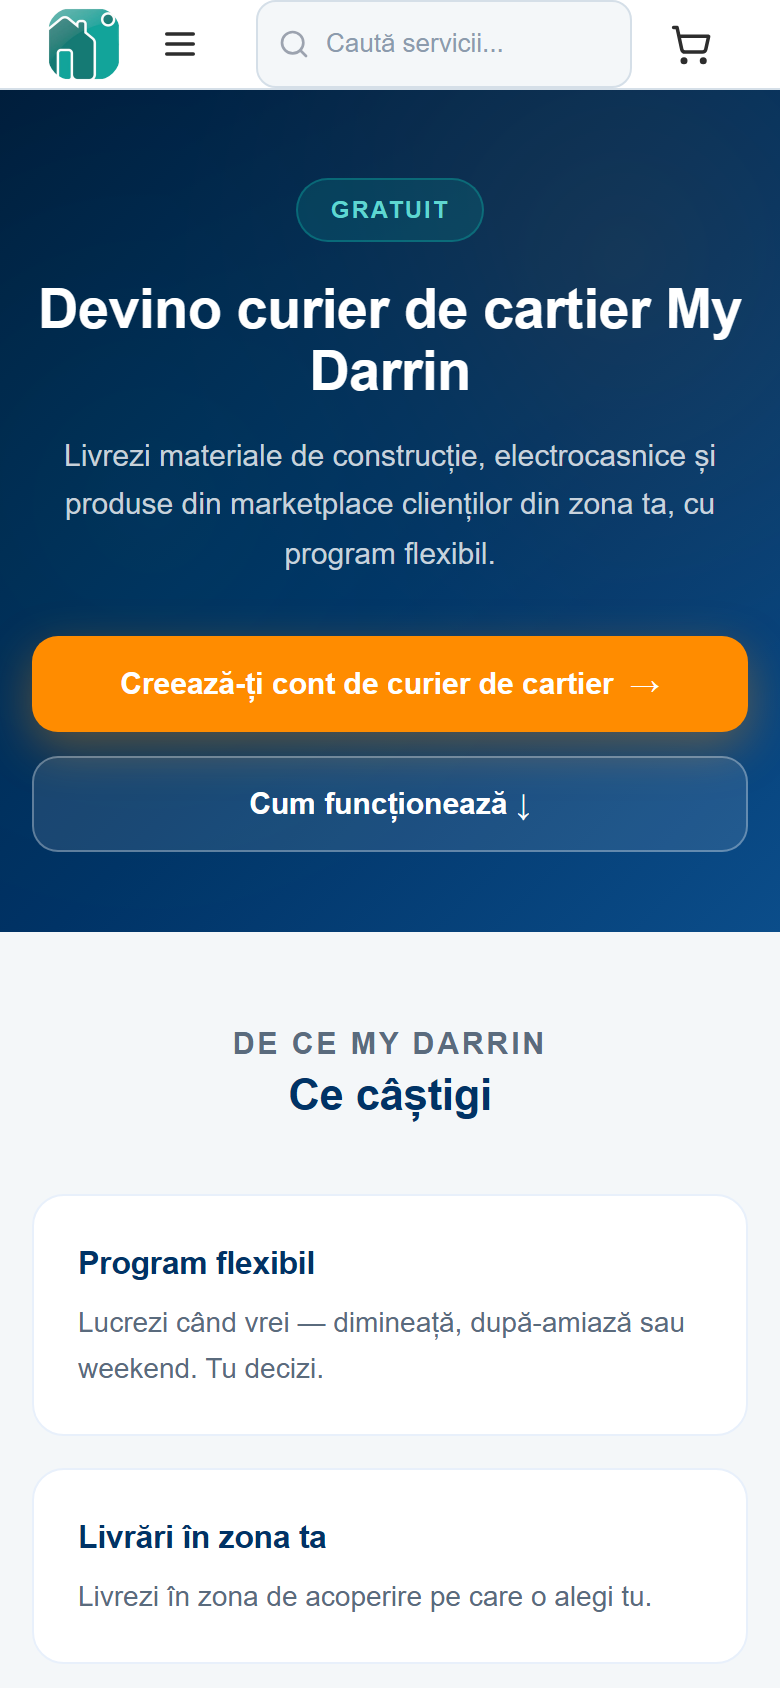 Caută servicii...
GRATUIT
Devino curier de cartier My
Darrin
Livrezi materiale de construcție, electrocasnice și
produse din marketplace clienților din zona ta, cu
program flexibil.
Creează-ți cont de curier de cartier →
Cum funcționează ↓
DE CE MY DARRIN
Ce câștigi
Program flexibil
Lucrezi când vrei — dimineață, după-amiază sau
weekend. Tu decizi.
Livrări în zona ta
Livrezi în zona de acoperire pe care o alegi tu.